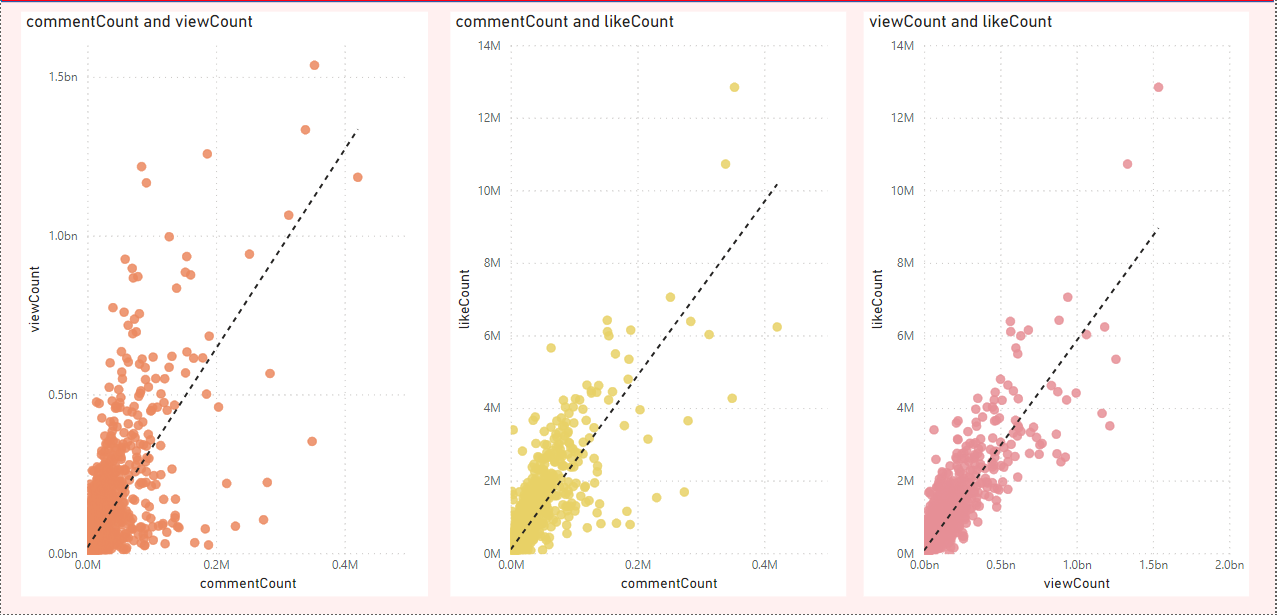 commentCount and viewCount
1.5bn
1.0bn
0.5bn
0.0bn
viewCount
0.0M 0.2M 0.4M
commentCount
commentCount and likeCount
14M
12M
10M
8M
6M
4M
2M
0M
likeCount
0.0M 0.2M 0.4M
commentCount
viewCount and likeCount
14M
12M
10M
8M
6M
4M
2M
0M
likeCount
0.0bn 0.5bn 1.0bn 1.5bn 2.0bn
viewCount